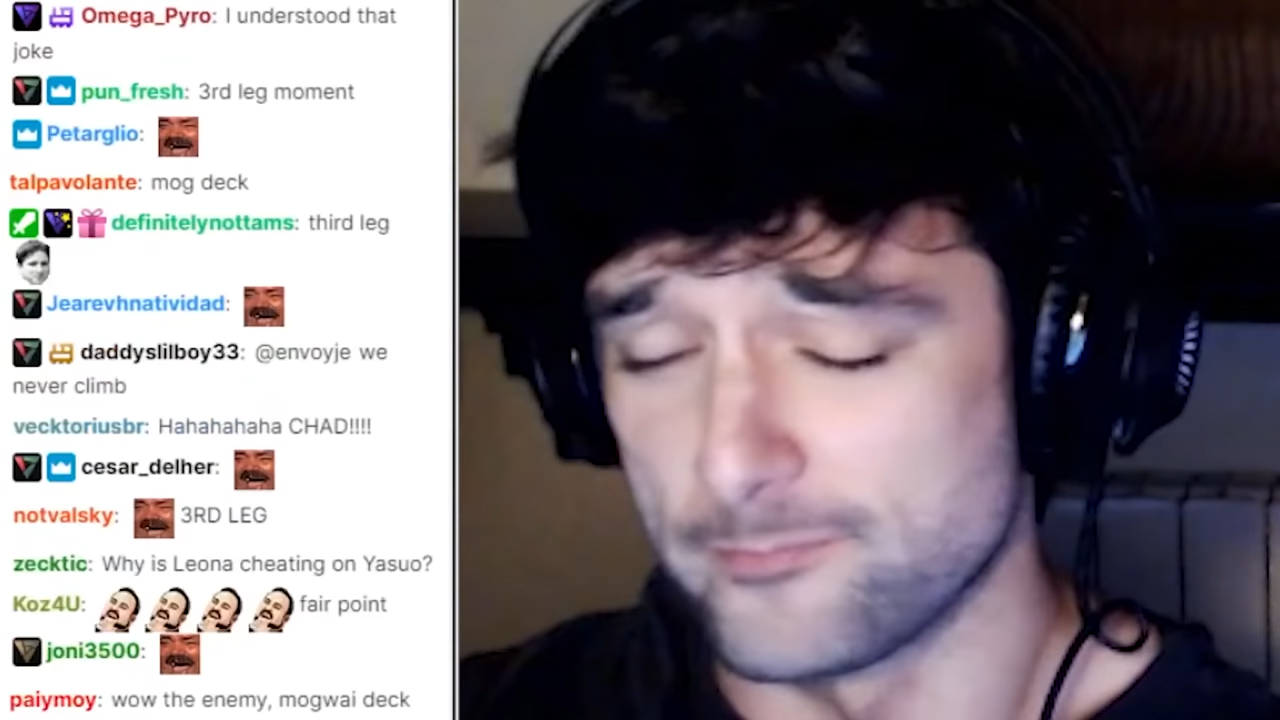 Omega_Pyro: I understood that
joke
pun_fresh: 3rd leg moment
Petarglio:
talpavolante: mog deck
definitelynottams: third leg
Jearevhnatividad:
daddyslilboy33: @envoyje we
never climb
vecktoriusbr: Hahahahaha CHAD!!!!
cesar_delher:
notvalsky: 3RD LEG
zecktic: Why is Leona cheating on Yasuo?
Koz4U: fair point
joni3500:
paiymoy: wow the enemy, mogwai deck